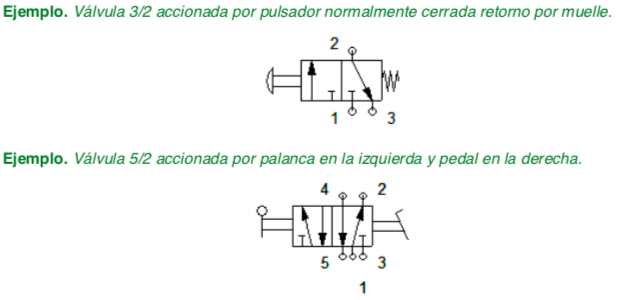 Ejemplo. Válvula 3/2 accionada por pulsador normalmente cerrada retorno por muelle.
2
1 3
Ejemplo. Válvula 5/2 accionada por palanca en la izquierda y pedal en la derecha.
4 2
5 3
1